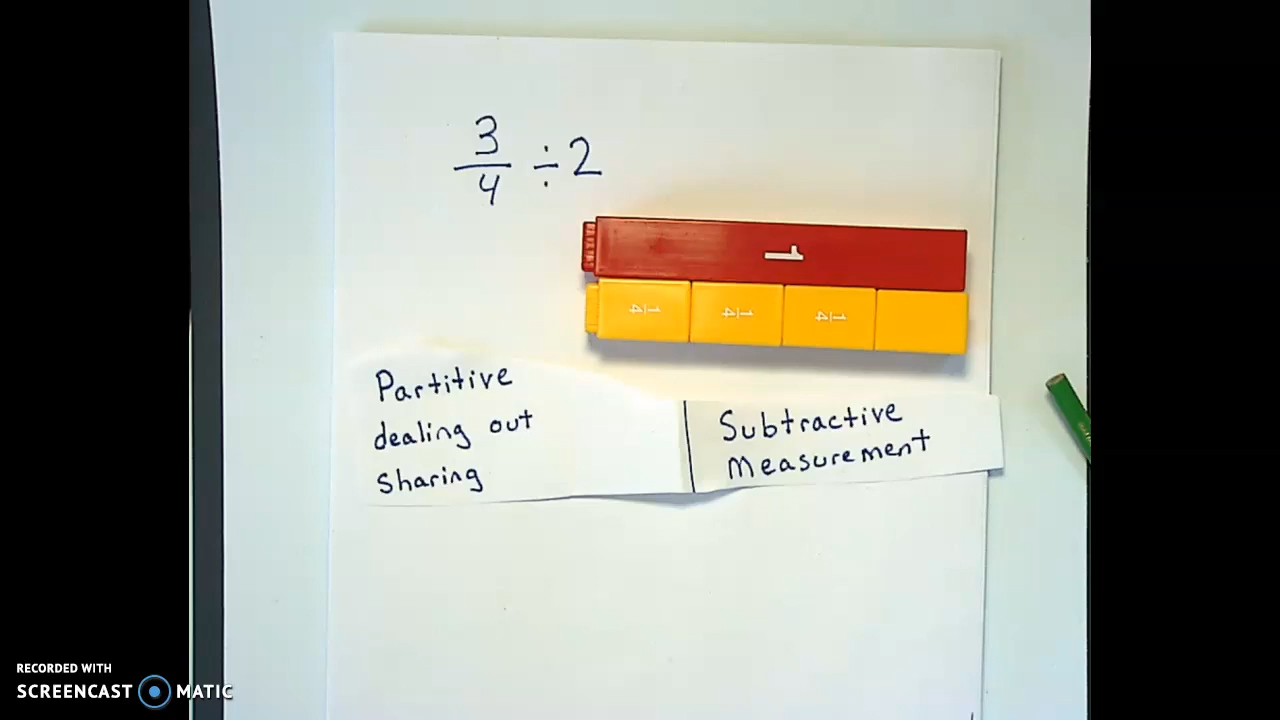 3/4 ÷ 2
1
1/4 1/4 1/4
Partitive
dealing out
sharing
Subtractive
Measurement
RECORDED WITH
SCREENCAST MATIC